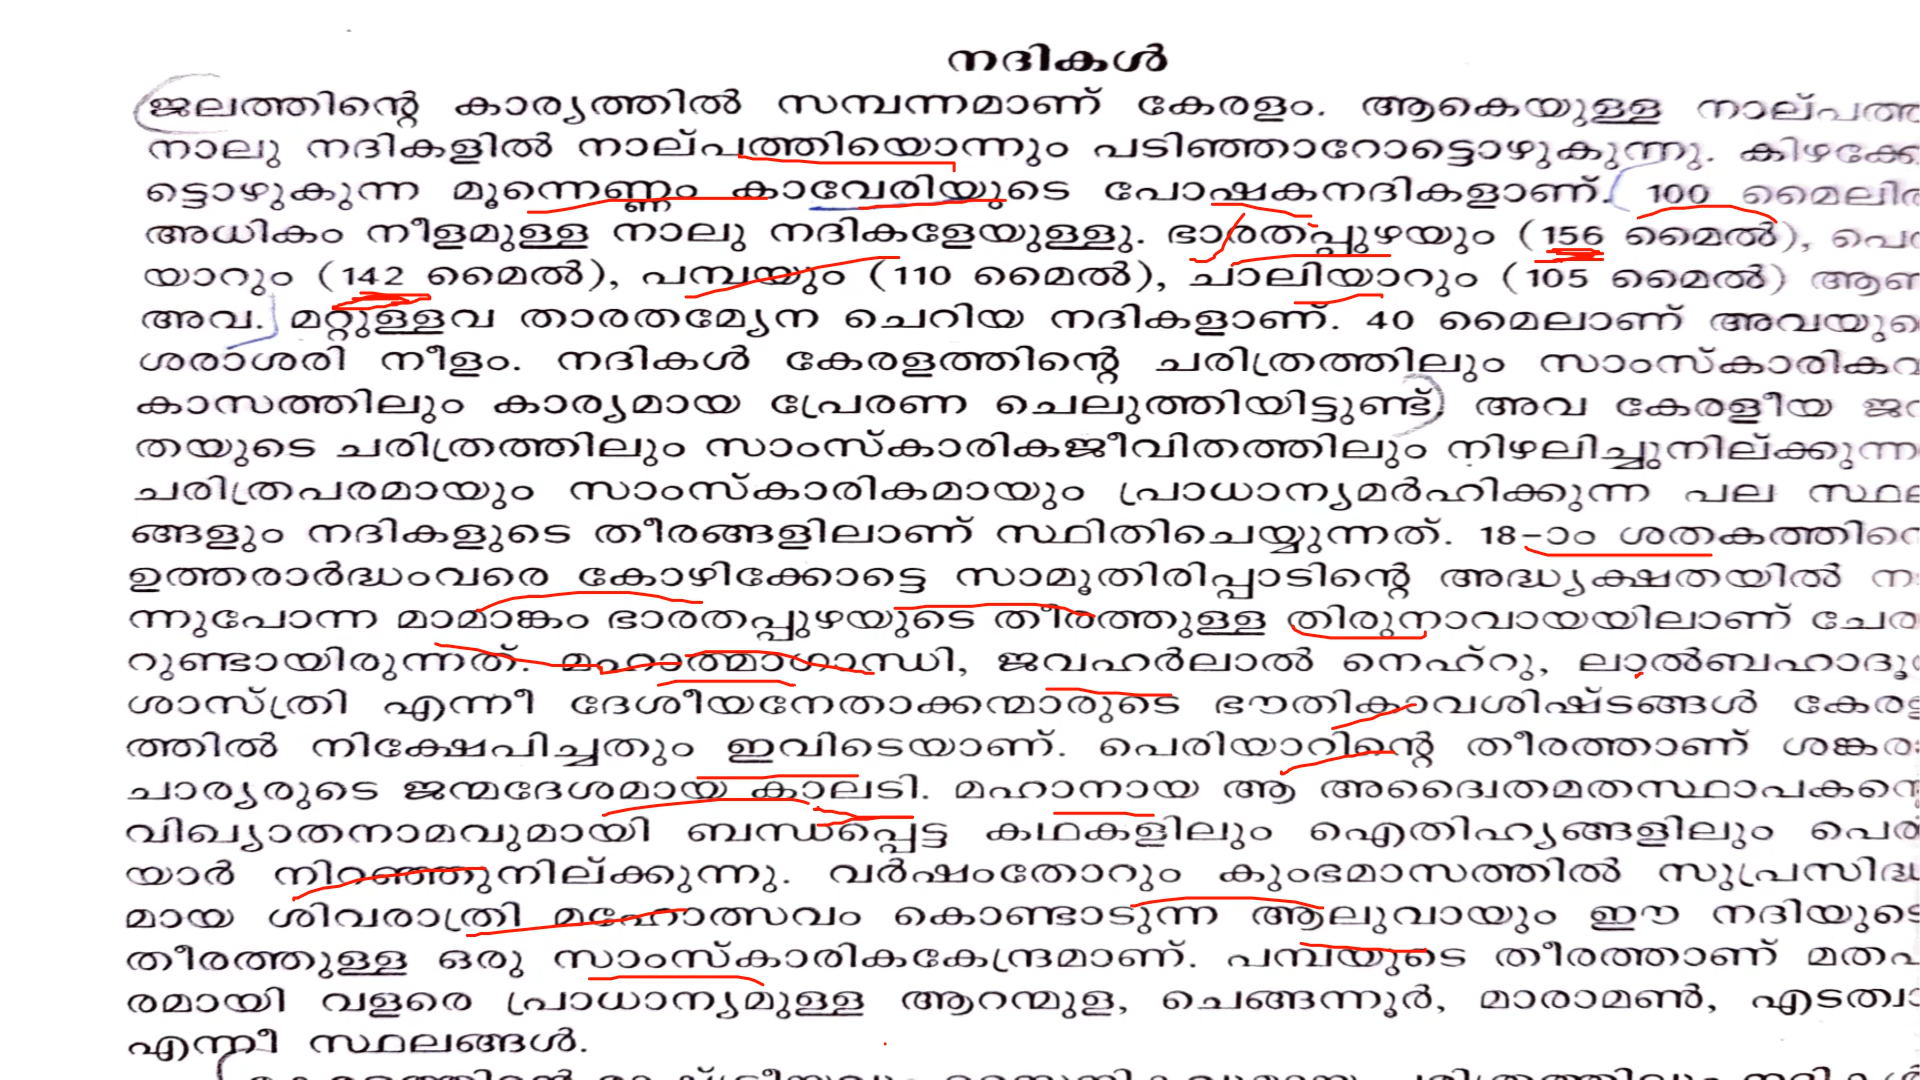 നദികൾ
ജലത്തിന്റെ കാര്യത്തിൽ സമ്പന്നമാണ് കേരളം. ആകെയുള്ള നാല്പത്ത
നാലു നദികളിൽ നാല്പത്തിയൊന്നും പടിഞ്ഞാറോട്ടൊഴുകുന്നു. കിഴക്കോ
ട്ടൊഴുകുന്ന മൂന്നെണ്ണം കാവേരിയുടെ പോഷകനദികളാണ്. 100 മൈലിൽ
അധികം നീളമുള്ള നാലു നദികളേയുള്ളു. ഭാരതപ്പുഴയും (156 മൈൽ), പെരി
യാറും (142 മൈൽ), പമ്പയും (110 മൈൽ), ചാലിയാറും (105 മൈൽ) ആണ്
അവ. മറ്റുള്ളവ താരതമ്യേന ചെറിയ നദികളാണ്. 40 മൈലാണ് അവയുടെ
ശരാശരി നീളം. നദികൾ കേരളത്തിന്റെ ചരിത്രത്തിലും സാംസ്കാരികവി
കാസത്തിലും കാര്യമായ പ്രേരണ ചെലുത്തിയിട്ടുണ്ട്) അവ കേരളീയ ജന
തയുടെ ചരിത്രത്തിലും സാംസ്കാരികജീവിതത്തിലും നിഴലിച്ചുനില്ക്കുന്നു
ചരിത്രപരമായും സാംസ്കാരികമായും പ്രാധാന്യമർഹിക്കുന്ന പല സ്ഥല
ങ്ങളും നദികളുടെ തീരങ്ങളിലാണ് സ്ഥിതിചെയ്യുന്നത്. 18-ാം ശതകത്തിന്റെ
ഉത്തരാർദ്ധംവരെ കോഴിക്കോട്ടെ സാമൂതിരിപ്പാടിന്റെ അദ്ധ്യക്ഷതയിൽ നട
ന്നുപോന്ന മാമാങ്കം ഭാരതപ്പുഴയുടെ തീരത്തുള്ള തിരുനാവായയിലാണ് ചേരാ
റുണ്ടായിരുന്നത്. മഹാത്മാഗാന്ധി, ജവഹർലാൽ നെഹ്റു, ലാൽബഹാദൂർ
ശാസ്ത്രി എന്നീ ദേശീയനേതാക്കന്മാരുടെ ഭൗതികാവശിഷ്ടങ്ങൾ കേരള
ത്തിൽ നിക്ഷേപിച്ചതും ഇവിടെയാണ്. പെരിയാറിന്റെ തീരത്താണ് ശങ്കരാ
ചാര്യരുടെ ജന്മദേശമായ കാലടി. മഹാനായ ആ അദ്വൈതമതസ്ഥാപകന്റെ
വിഖ്യാതനാമവുമായി ബന്ധപ്പെട്ട കഥകളിലും ഐതിഹ്യങ്ങളിലും പെരി
യാർ നിറഞ്ഞുനില്ക്കുന്നു. വർഷംതോറും കുംഭമാസത്തിൽ സുപ്രസിദ്ധ
മായ ശിവരാത്രി മഹോത്സവം കൊണ്ടാടുന്ന ആലുവായും ഈ നദിയുടെ
തീരത്തുള്ള ഒരു സാംസ്കാരികകേന്ദ്രമാണ്. പമ്പയുടെ തീരത്താണ് മതപ
രമായി വളരെ പ്രാധാന്യമുള്ള ആറന്മുള, ചെങ്ങന്നൂർ, മാരാമൺ, എടത്വാ
എന്നീ സ്ഥലങ്ങൾ.